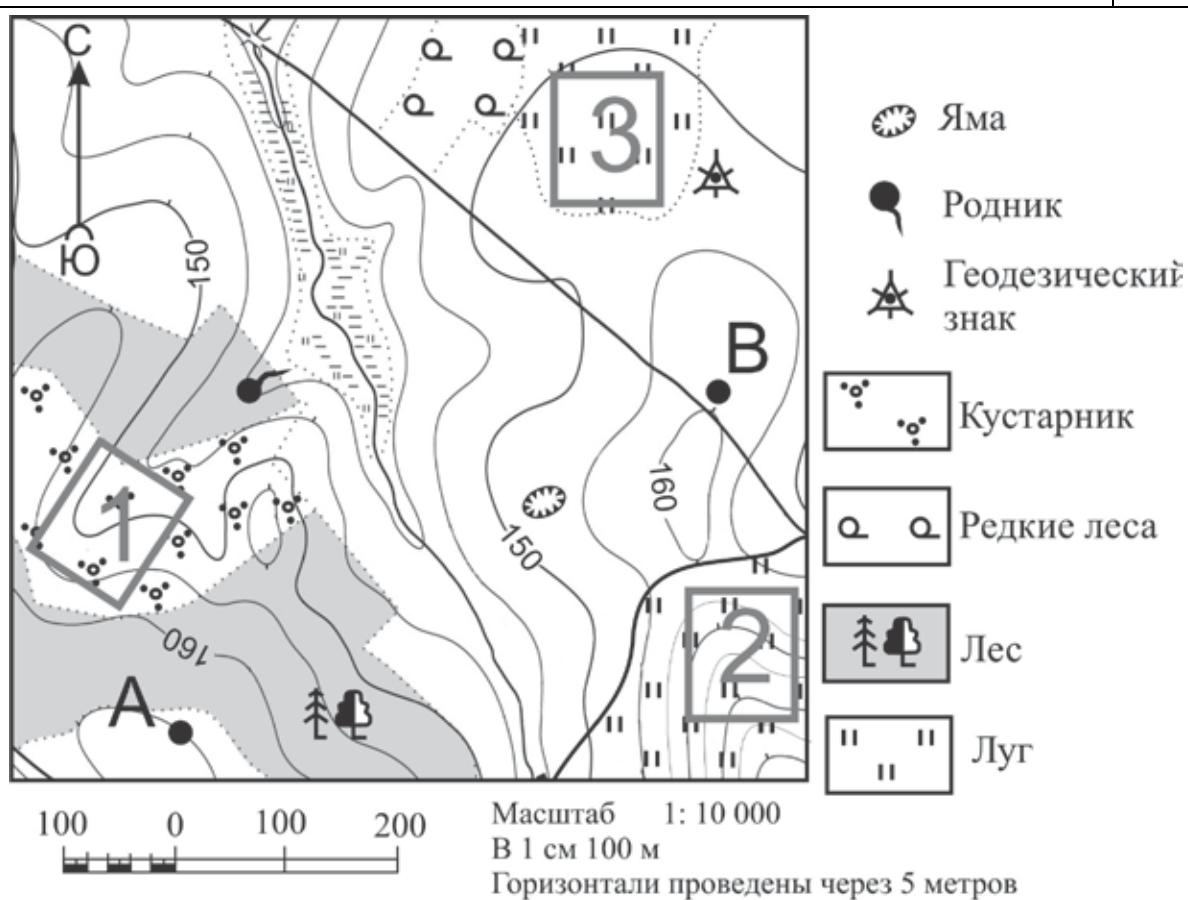 С
Ю
150
3
В
160
150
1
160
А
2
Яма
Родник
Геодезический
знак
Кустарник
Редкие леса
Лес
Луг
100 0 100 200
Масштаб 1: 10 000
В 1 см 100 м
Горизонтали проведены через 5 метров